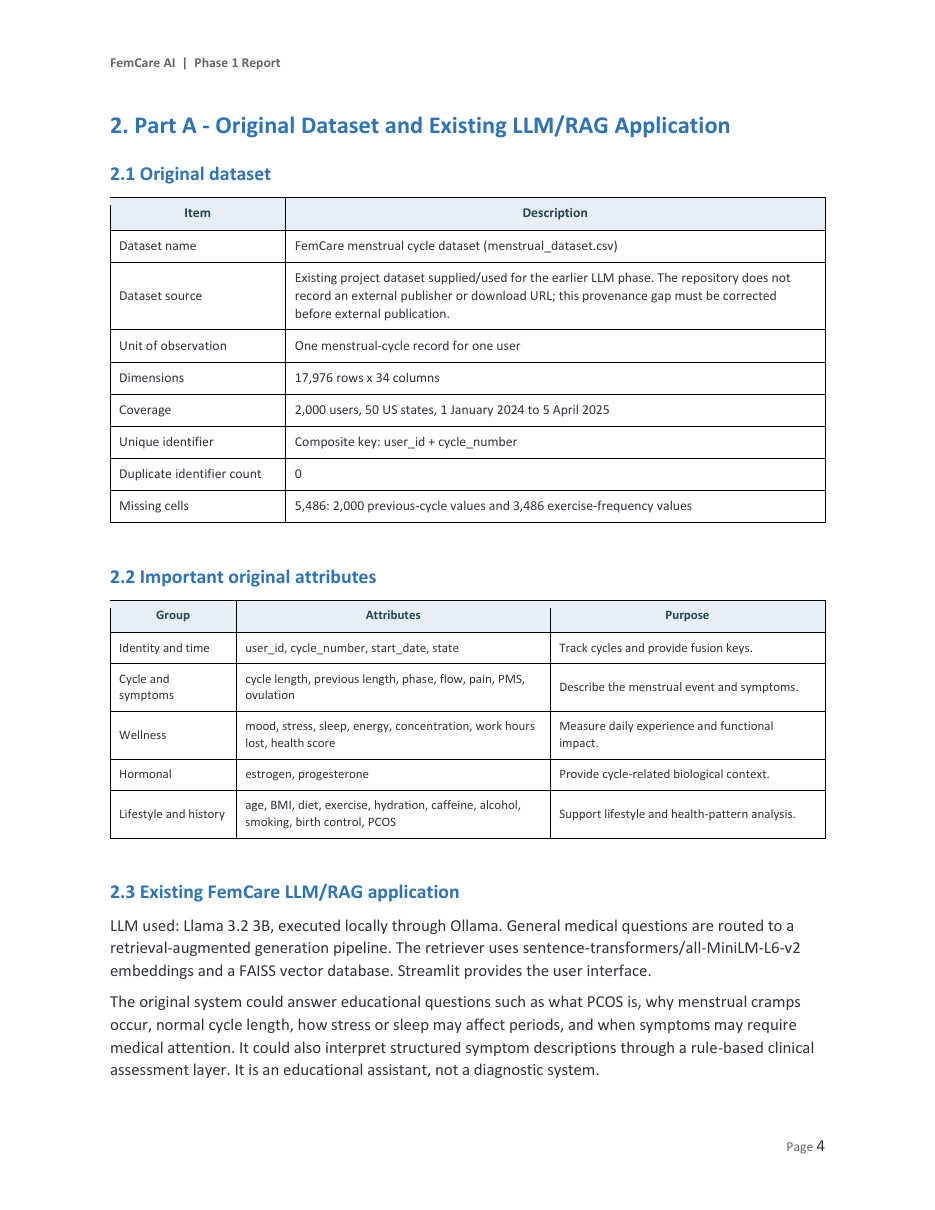 FemCare AI | Phase 1 Report
2. Part A - Original Dataset and Existing LLM/RAG Application
2.1 Original dataset
Item Description
Dataset name FemCare menstrual cycle dataset (menstrual_dataset.csv)
Dataset source Existing project dataset supplied/used for the earlier LLM phase. The repository does not
record an external publisher or download URL; this provenance gap must be corrected
before external publication.
Unit of observation One menstrual-cycle record for one user
Dimensions 17,976 rows x 34 columns
Coverage 2,000 users, 50 US states, 1 January 2024 to 5 April 2025
Unique identifier Composite key: user_id + cycle_number
Duplicate identifier count 0
Missing cells 5,486: 2,000 previous-cycle values and 3,486 exercise-frequency values
2.2 Important original attributes
Group Attributes Purpose
Identity and time user_id, cycle_number, start_date, state Track cycles and provide fusion keys.
Cycle and
symptoms
cycle length, previous length, phase, flow, pain, PMS,
ovulation
Describe the menstrual event and symptoms.
Wellness
mood, stress, sleep, energy, concentration, work hours
lost, health score
Measure daily experience and functional
impact.
Hormonal estrogen, progesterone Provide cycle-related biological context.
Lifestyle and history
age, BMI, diet, exercise, hydration, caffeine, alcohol,
smoking, birth control, PCOS
Support lifestyle and health-pattern analysis.
2.3 Existing FemCare LLM/RAG application
LLM used: Llama 3.2 3B, executed locally through Ollama. General medical questions are routed to a
retrieval-augmented generation pipeline. The retriever uses sentence-transformers/all-MiniLM-L6-v2
embeddings and a FAISS vector database. Streamlit provides the user interface.
The original system could answer educational questions such as what PCOS is, why menstrual cramps
occur, normal cycle length, how stress or sleep may affect periods, and when symptoms may require
medical attention. It could also interpret structured symptom descriptions through a rule-based clinical
assessment layer. It is an educational assistant, not a diagnostic system.
Page 4